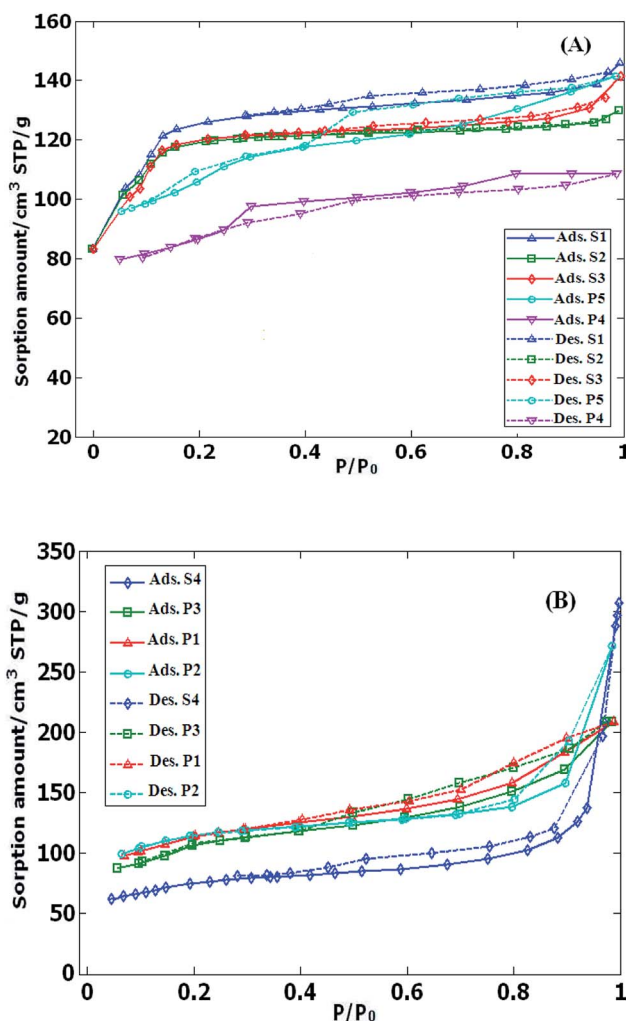 160
(A)
140
120
100
80
60
40
20
Sorption amount/cm³ STP/g
Ads. S1
Ads. S2
Ads. S3
Ads. P5
Ads. P4
Des. S1
Des. S2
Des. S3
Des. P5
Des. P4
0 0.2 0.4 0.6 0.8 1
P/P₀
350
300
250
200
150
100
50
0
Sorption amount/cm³ STP/g
(B)
Ads. S4
Ads. P3
Ads. P1
Ads. P2
Des. S4
Des. P3
Des. P1
Des. P2
0 0.2 0.4 0.6 0.8 1
P/P₀